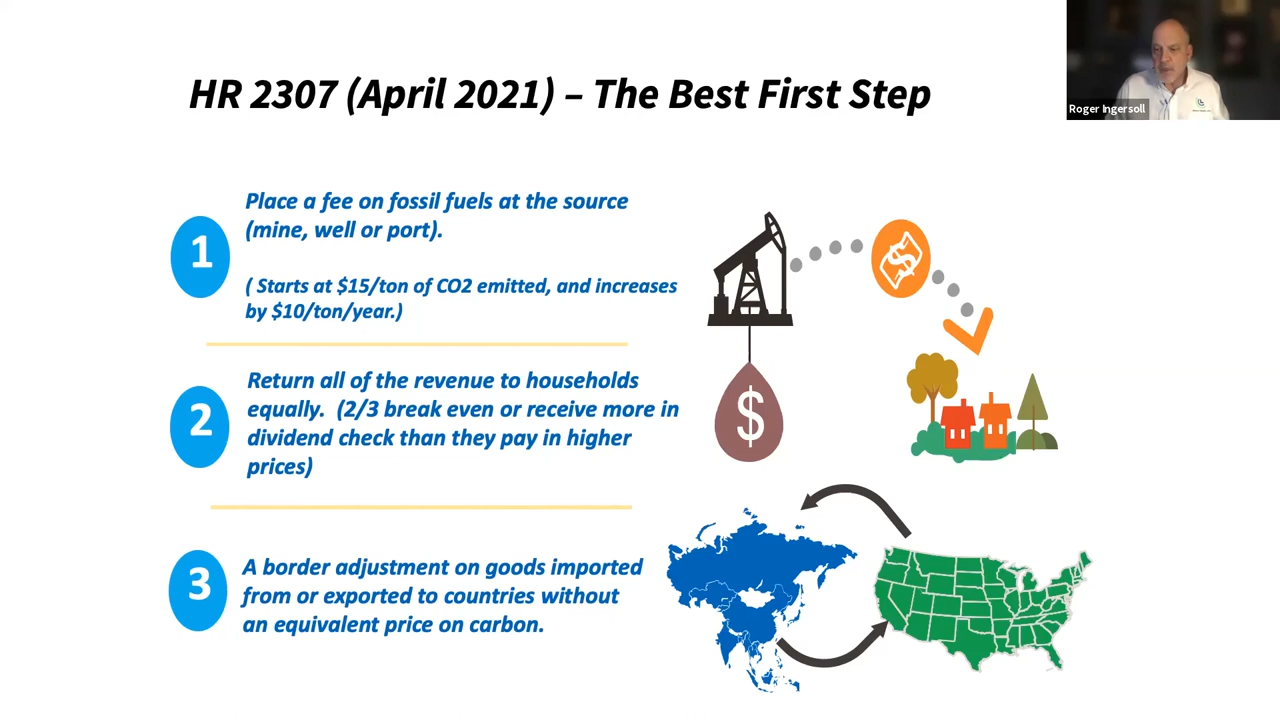 HR 2307 (April 2021) – The Best First Step
Roger Ingersoll
1
Place a fee on fossil fuels at the source
(mine, well or port).
( Starts at $15/ton of CO2 emitted, and increases
by $10/ton/year.)
$
$
2
Return all of the revenue to households
equally.  (2/3 break even or receive more in
dividend check than they pay in higher
prices)
3
A border adjustment on goods imported
from or exported to countries without
an equivalent price on carbon.